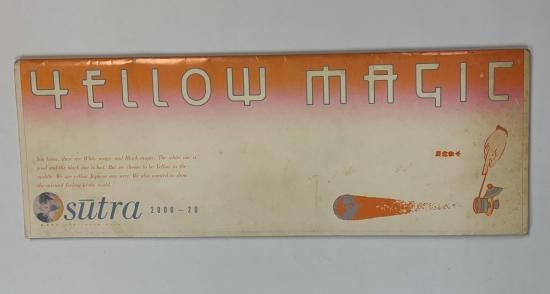 YELLOW MAGIC
You know, there are White magic and Black magic. The white one is
good and the black one is bad. But we choose to be Yellow in the
middle. We are yellow Japanese any way. We also wanted to show
the oriental feeling to the world.
sūtra 2000-20